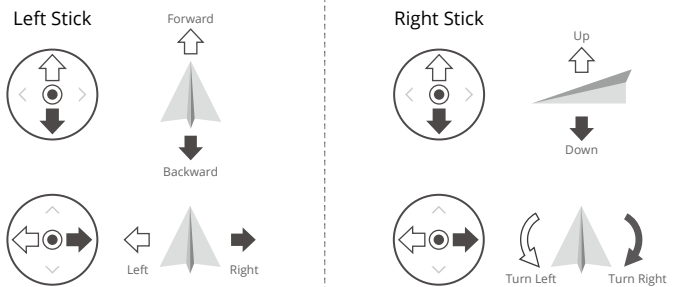 Left Stick
Forward
Backward
Left
Right
Right Stick
Up
Down
Turn Left
Turn Right